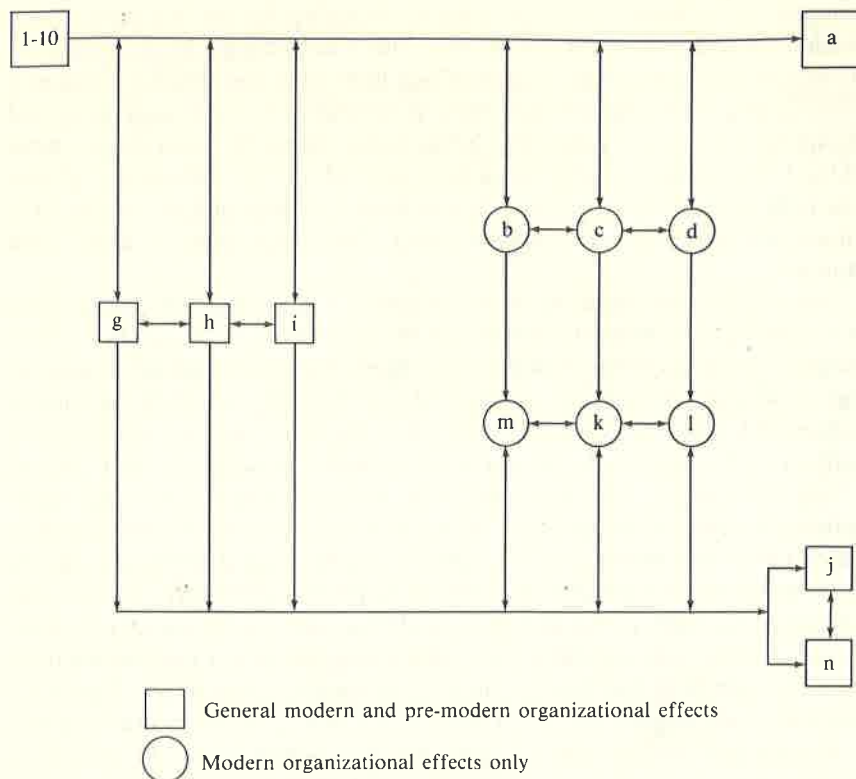 1-10
a
b
c
d
g
h
i
m
k
l
j
n
General modern and pre-modern organizational effects
Modern organizational effects only